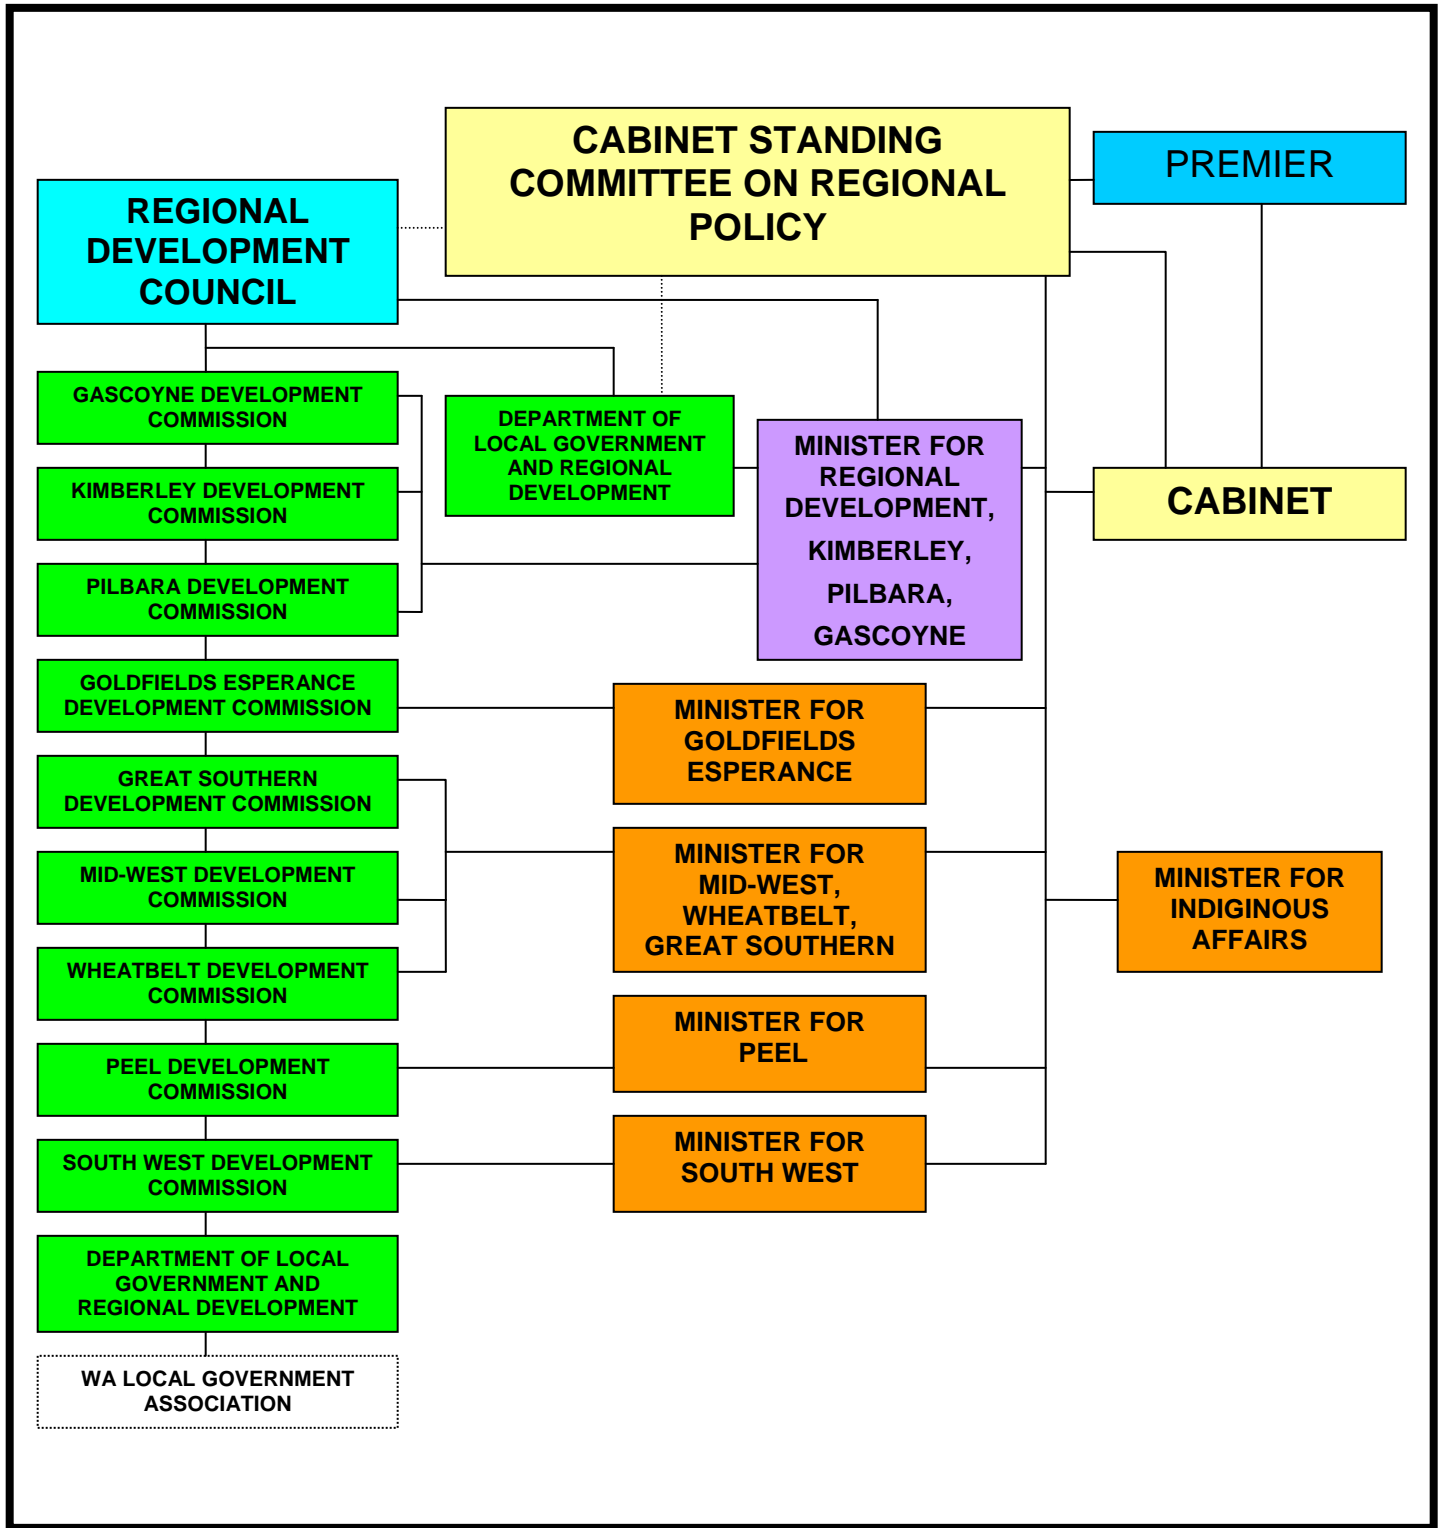 CABINET STANDING
COMMITTEE ON REGIONAL
POLICY
PREMIER
REGIONAL
DEVELOPMENT
COUNCIL
GASCOYNE DEVELOPMENT
COMMISSION
KIMBERLEY DEVELOPMENT
COMMISSION
PILBARA DEVELOPMENT
COMMISSION
GOLDFIELDS ESPERANCE
DEVELOPMENT COMMISSION
GREAT SOUTHERN
DEVELOPMENT COMMISSION
MID-WEST DEVELOPMENT
COMMISSION
WHEATBELT DEVELOPMENT
COMMISSION
PEEL DEVELOPMENT
COMMISSION
SOUTH WEST DEVELOPMENT
COMMISSION
DEPARTMENT OF LOCAL
GOVERNMENT AND
REGIONAL DEVELOPMENT
WA LOCAL GOVERNMENT
ASSOCIATION
DEPARTMENT OF
LOCAL GOVERNMENT
AND REGIONAL
DEVELOPMENT
MINISTER FOR
REGIONAL
DEVELOPMENT,
KIMBERLEY,
PILBARA,
GASCOYNE
CABINET
MINISTER FOR
GOLDFIELDS
ESPERANCE
MINISTER FOR
MID-WEST,
WHEATBELT,
GREAT SOUTHERN
MINISTER FOR
PEEL
MINISTER FOR
SOUTH WEST
MINISTER FOR
INDIGINOUS
AFFAIRS